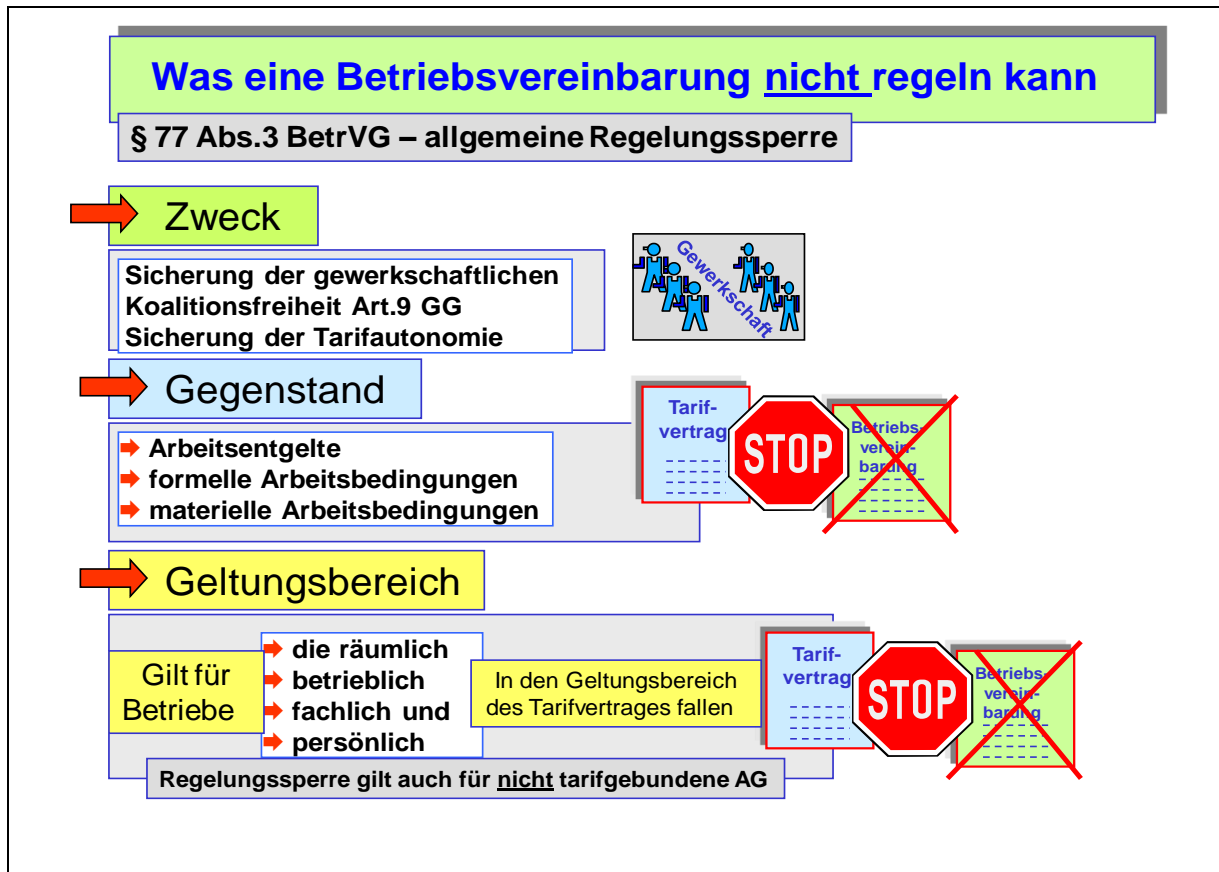 Was eine Betriebsvereinbarung nicht regeln kann
§ 77 Abs.3 BetrVG – allgemeine Regelungssperre
Zweck
Sicherung der gewerkschaftlichen
Koalitionsfreiheit Art.9 GG
Sicherung der Tarifautonomie
Gewerkschaft
Gegenstand
Arbeitsentgelte
formelle Arbeitsbedingungen
materielle Arbeitsbedingungen
Tarif-
vertrag
STOP
Betriebs-
verein-
barung
Geltungsbereich
Gilt für
Betriebe
die räumlich
betrieblich
fachlich und
persönlich
In den Geltungsbereich
des Tarifvertrages fallen
Tarif-
vertrag
STOP
Betriebs-
verein-
barung
Regelungssperre gilt auch für nicht tarifgebundene AG